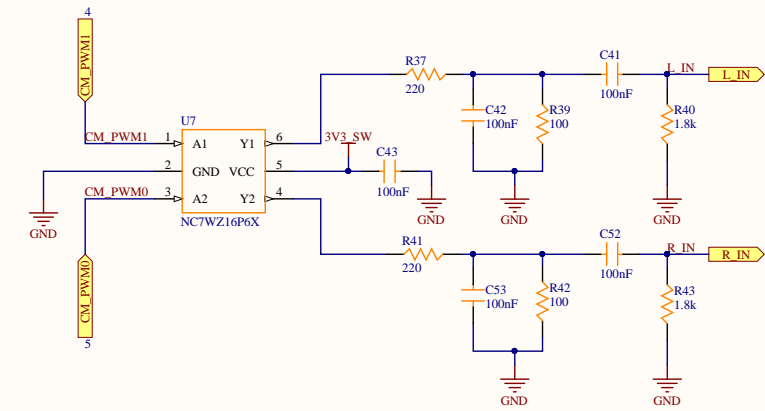 4
CM_PWM1
U7
CM_PWM1
1
A1
Y1
6
2
GND
VCC
5
CM_PWM0
3
A2
Y2
4
NC7WZ16P6X
GND
CM_PWM0
5
3V3_SW
C43
100nF
GND
R37
220
C42
100nF
R39
100
GND
C41
100nF
L_IN
L_IN
R40
1.8k
GND
R41
220
C53
100nF
R42
100
GND
C52
100nF
R_IN
R_IN
R43
1.8k
GND